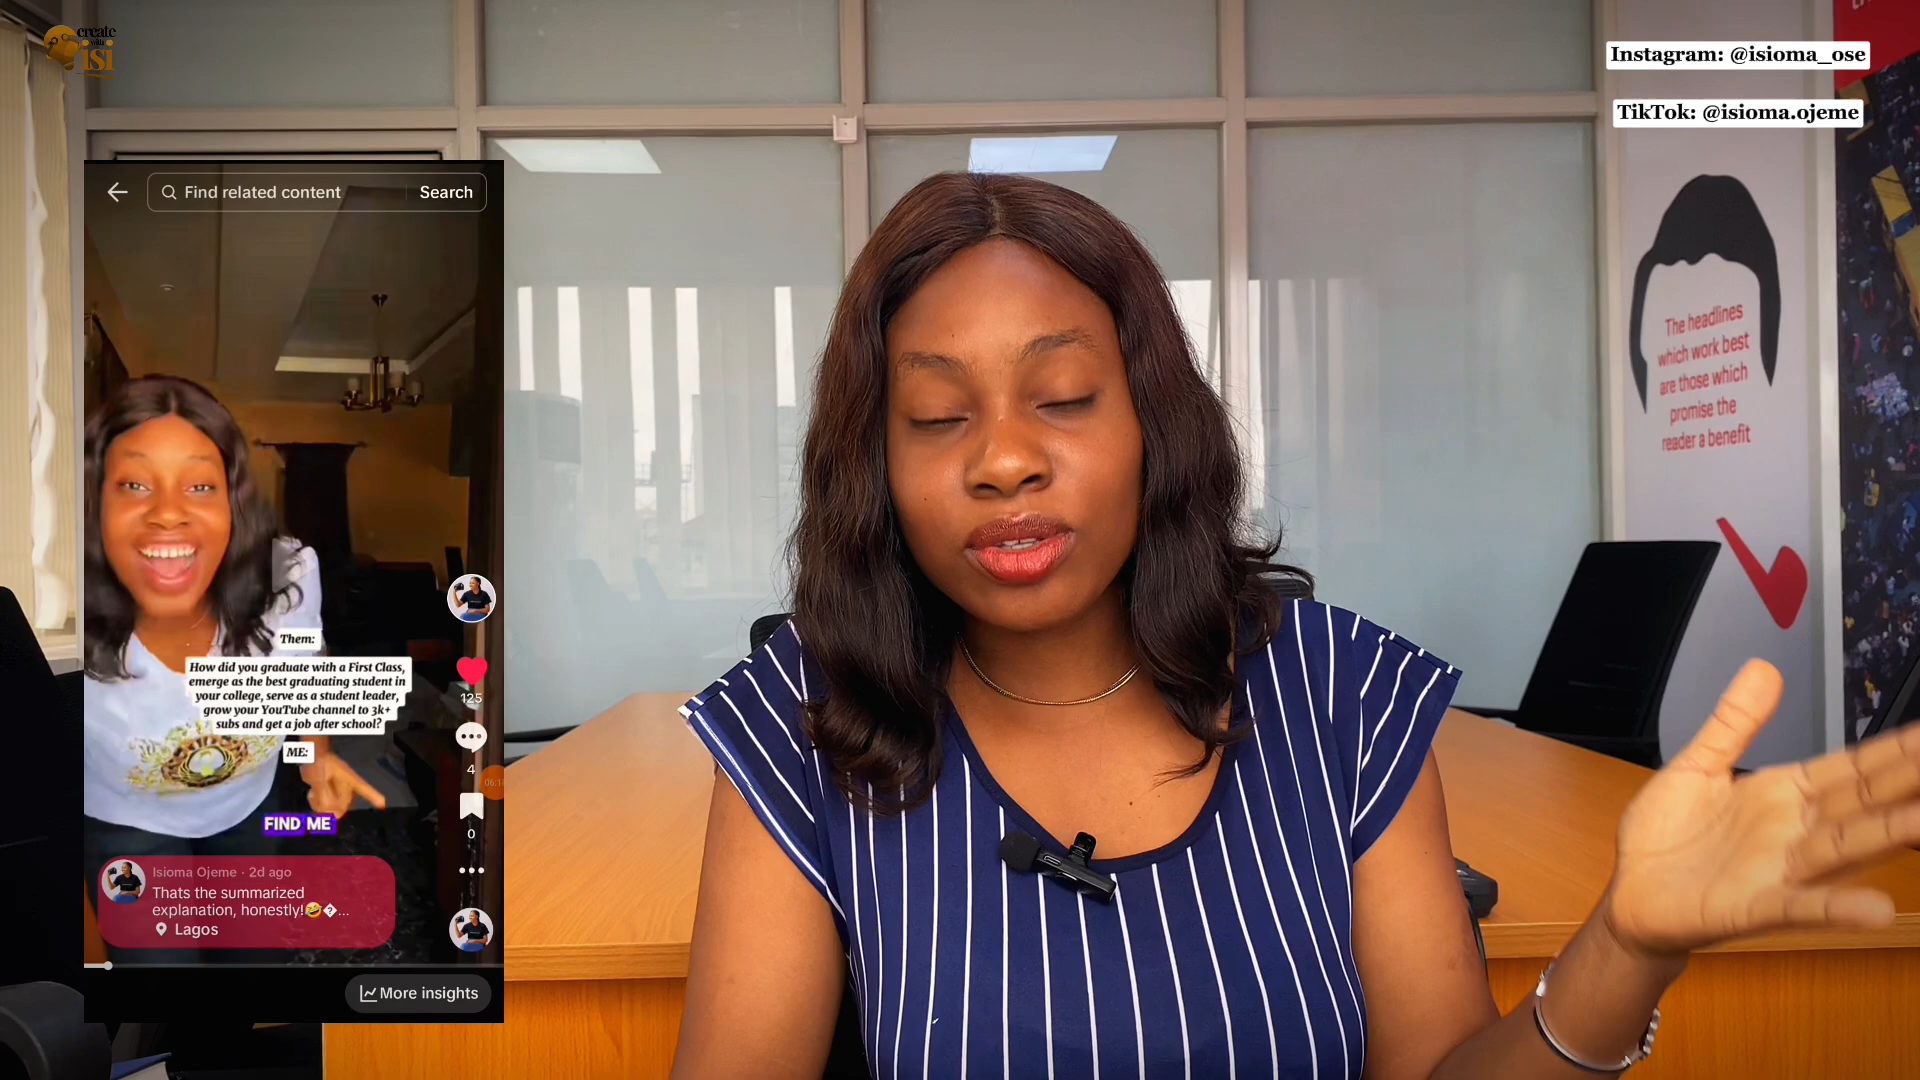 create
with
isi
Instagram: @isioma_ose
TikTok: @isioma.ojeme
Find related content
Search
Them:
How did you graduate with a First Class,
emerge as the best graduating student in
your college, serve as a student leader,
grow your YouTube channel to 3k+
subs and get a job after school?
ME:
FIND ME
125
4
0
Isioma Ojeme · 2d ago
Thats the summarized
explanation, honestly!🤣�...
Lagos
More insights
The headlines
which work best
are those which
promise the
reader a benefit